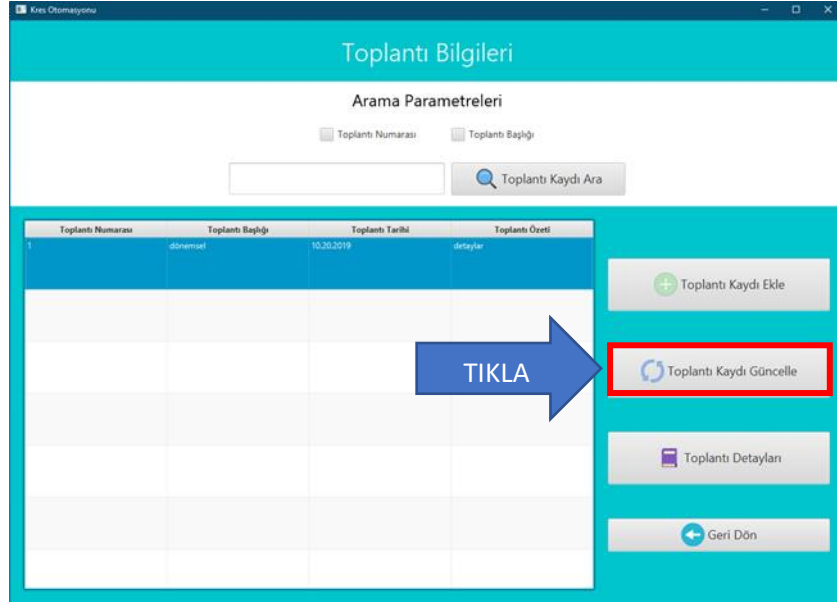 Kres Otomasyonu
Toplantı Bilgileri
Arama Parametreleri
Toplantı Numarası Toplantı Başlığı
Toplantı Kaydı Ara
Toplantı Numarası Toplantı Başlığı Toplantı Tarihi Toplantı Özeti
1 dönemsel 10.20.2019 detaylar
Toplantı Kaydı Ekle
TIKLA
Toplantı Kaydı Güncelle
Toplantı Detayları
Geri Dön